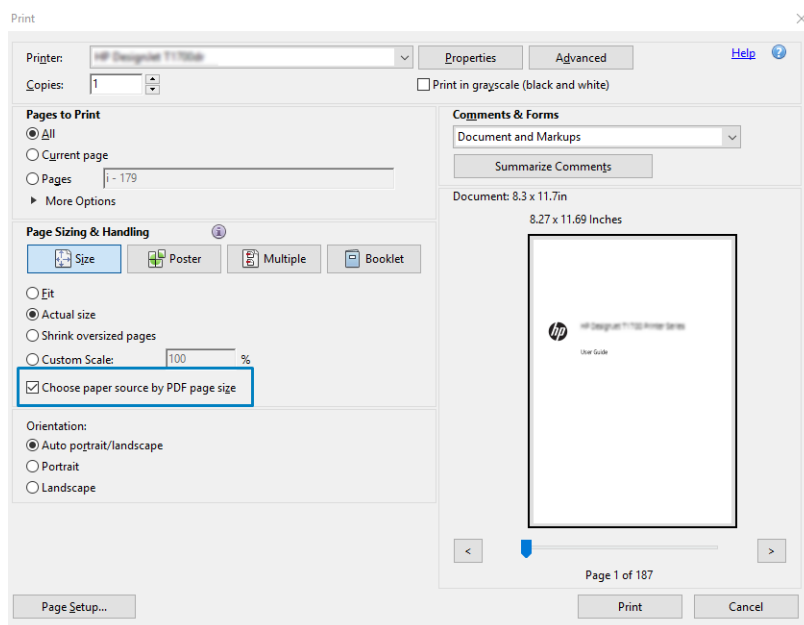 Print
Printer:
Properties
Advanced
Help
Copies:
1
Print in grayscale (black and white)
Pages to Print
All
Current page
Pages
i - 179
More Options
Comments & Forms
Document and Markups
Summarize Comments
Page Sizing & Handling
Size
Poster
Multiple
Booklet
Fit
Actual size
Shrink oversized pages
Custom Scale:
100
%
Choose paper source by PDF page size
Orientation:
Auto portrait/landscape
Portrait
Landscape
Document: 8.3 x 11.7in
8.27 x 11.69 Inches
hp
User Guide
<
>
Page 1 of 187
Page Setup...
Print
Cancel